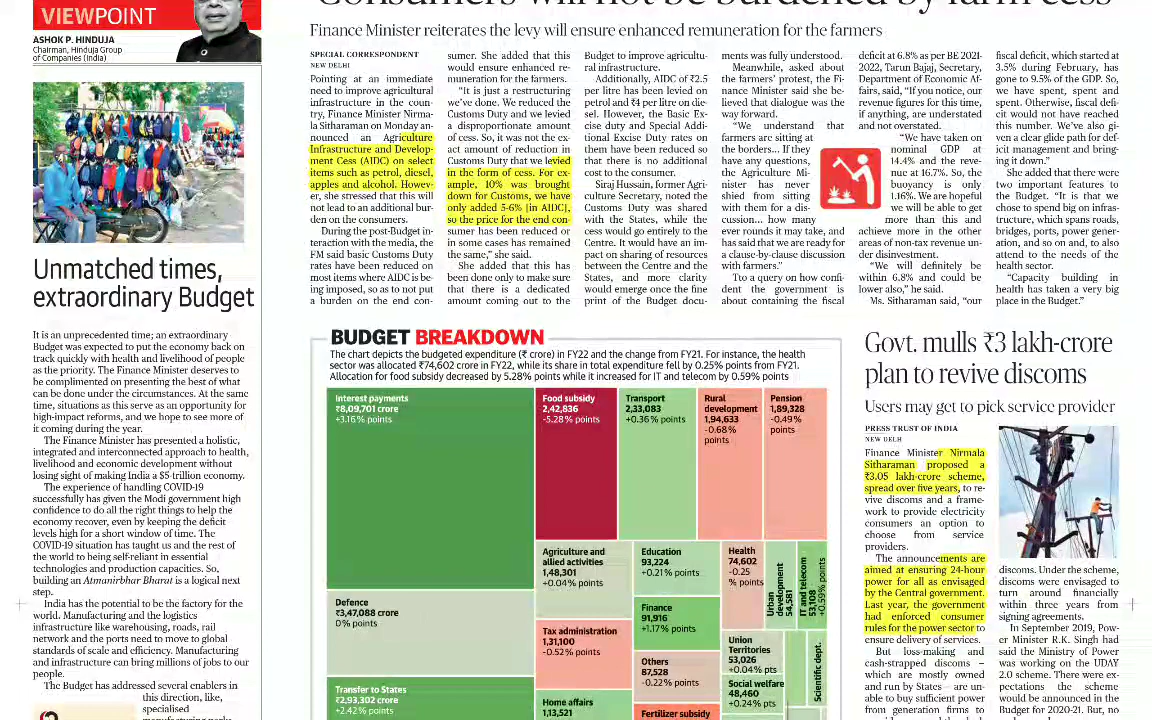 VIEWPOINT
ASHOK P. HINDUJA
Chairman, Hinduja Group
of Companies (India)
Unmatched times,
extraordinary Budget
It is an unprecedented time; an extraordinary
Budget was expected to put the economy back on
track quickly with health and livelihood of people
as the priority. The Finance Minister deserves to
be complimented on presenting the best of what
can be done under the circumstances. At the same
time, situations as this serve as an opportunity for
high-impact reforms, and we hope to see more of
it coming during the year.
The Finance Minister has presented a holistic,
integrated and interconnected approach to health,
livelihood and economic development without
losing sight of making India a $5-trillion economy.
The experience of handling COVID-19
successfully has given the Modi government high
confidence to do all the right things to help the
economy recover, even by keeping the deficit
levels high for a short window of time. The
COVID-19 situation has taught us and the rest of
the world to being self-reliant in essential
technologies and production capacities. So,
building an Atmanirbhar Bharat is a logical next
step.
India has the potential to be the factory for the
world. Manufacturing and the logistics
infrastructure like warehousing, roads, rail
network and the ports need to move to global
standards of scale and efficiency. Manufacturing
and infrastructure can bring millions of jobs to our
people.
The Budget has addressed several enablers in
this direction, like,
specialised
Consumers will not be burdened by farm cess
Finance Minister reiterates the levy will ensure enhanced remuneration for the farmers
SPECIAL CORRESPONDENT
NEW DELHI
Pointing at an immediate
need to improve agricultural
infrastructure in the coun-
try, Finance Minister Nirma-
la Sitharaman on Monday an-
nounced an Agriculture
Infrastructure and Develop-
ment Cess (AIDC) on select
items such as petrol, diesel,
apples and alcohol. Howev-
er, she stressed that this will
not lead to an additional bur-
den on the consumers.
During the post-Budget in-
teraction with the media, the
FM said basic Customs Duty
rates have been reduced on
most items where AIDC is be-
ing imposed, so as not to put
a burden on the end con-
sumer. She added that this
would ensure enhanced re-
muneration for the farmers.
“It is just a restructuring
we’ve done. We reduced the
Customs Duty and we levied
a disproportionate amount
of cess. So, it was not the ex-
act amount of reduction in
Customs Duty that we levied
in the form of cess. For ex-
ample, 10% was brought
down for Customs, we have
only added 5-6% [in AIDC],
so the price for the end con-
sumer has been reduced or
in some cases has remained
the same,” she said.
She added that this has
been done only to make sure
that there is a dedicated
amount coming out to the
Budget to improve agricultu-
ral infrastructure.
Additionally, AIDC of ₹2.5
per litre has been levied on
petrol and ₹4 per litre on die-
sel. However, the Basic Ex-
cise duty and Special Addi-
tional Excise Duty rates on
them have been reduced so
that there is no additional
cost to the consumer.
Siraj Hussain, former Agri-
culture Secretary, noted the
Customs Duty was shared
with the States, while the
cess would go entirely to the
Centre. It would have an im-
pact on sharing of resources
between the Centre and the
States, and more clarity
would emerge once the fine
print of the Budget docu-
ments was fully understood.
Meanwhile, asked about
the farmers’ protest, the Fi-
nance Minister said she be-
lieved that dialogue was the
way forward.
“We understand that
farmers are sitting at
the borders... If they
have any questions,
the Agriculture Mi-
nister has never
shied from sitting
with them for a dis-
cussion... how many
ever rounds it may take, and
has said that we are ready for
a clause-by-clause discussion
with farmers.”
To a query on how confi-
dent the government is
about containing the fiscal
deficit at 6.8% as per BE 2021-
2022, Tarun Bajaj, Secretary,
Department of Economic Af-
fairs, said, “If you notice, our
revenue figures for this time,
if anything, are understated
and not overstated.
“We have taken on
nominal GDP at
14.4% and the reve-
nue at 16.7%. So, the
buoyancy is only
1.16%. We are hopeful
we will be able to get
more than this and
achieve more in the other
areas of non-tax revenue un-
der disinvestment.
“We will definitely be
within 6.8% and could be
lower also,” he said.
Ms. Sitharaman said, “our
fiscal deficit, which started at
3.5% during February, has
gone to 9.5% of the GDP. So,
we have spent, spent and
spent. Otherwise, fiscal defi-
cit would not have reached
this number. We’ve also gi-
ven a clear glide path for def-
icit management and bring-
ing it down.”
She added that there were
two important features to
the Budget. “It is that we
chose to spend big on infras-
tructure, which spans roads,
bridges, ports, power gener-
ation, and so on and, to also
attend to the needs of the
health sector.
“Capacity building in
health has taken a very big
place in the Budget.”
BUDGET BREAKDOWN
The chart depicts the budgeted expenditure (₹ crore) in FY22 and the change from FY21. For instance, the health
sector was allocated ₹74,602 crore in FY22, while its share in total expenditure fell by 0.25% points from FY21.
Allocation for food subsidy decreased by 5.28% points while it increased for IT and telecom by 0.59% points
Interest payments
₹8,09,701 crore
+3.16% points
Defence
₹3,47,088 crore
0% points
Transfer to States
₹2,93,302 crore
+2.42% points
Food subsidy
2,42,836
-5.28% points
Transport
2,33,083
+0.36% points
Rural
development
1,94,633
-0.68%
points
Pension
1,89,328
-0.49%
points
Agriculture and
allied activities
1,48,301
+0.04% points
Tax administration
1,31,100
-0.52% points
Home affairs
1,13,521
Education
93,224
+0.21% points
Finance
91,916
+1.17% points
Others
87,528
-0.22% points
Fertilizer subsidy
Health
74,602
-0.25
% points
Urban
development
54,581
IT and telecom
53,108
+0.59% points
Union
Territories
53,026
+0.04% pts
Social welfare
48,460
+0.24% pts
Scientific dept.
Govt. mulls ₹3 lakh-crore
plan to revive discoms
Users may get to pick service provider
PRESS TRUST OF INDIA
NEW DELH
Finance Minister Nirmala
Sitharaman proposed a
₹3.05 lakh-crore scheme,
spread over five years, to re-
vive discoms and a frame-
work to provide electricity
consumers an option to
choose from service
providers.
The announcements are
aimed at ensuring 24-hour
power for all as envisaged
by the Central government.
Last year, the government
had enforced consumer
rules for the power sector to
ensure delivery of services.
But loss-making and
cash-strapped discoms –
which are mostly owned
and run by States – are un-
able to buy sufficient power
from generation firms to
discoms. Under the scheme,
discoms were envisaged to
turn around financially
within three years from
signing agreements.
In September 2019, Pow-
er Minister R.K. Singh had
said the Ministry of Power
was working on the UDAY
2.0 scheme. There were ex-
pectations the scheme
would be announced in the
Budget for 2020-21. But, no